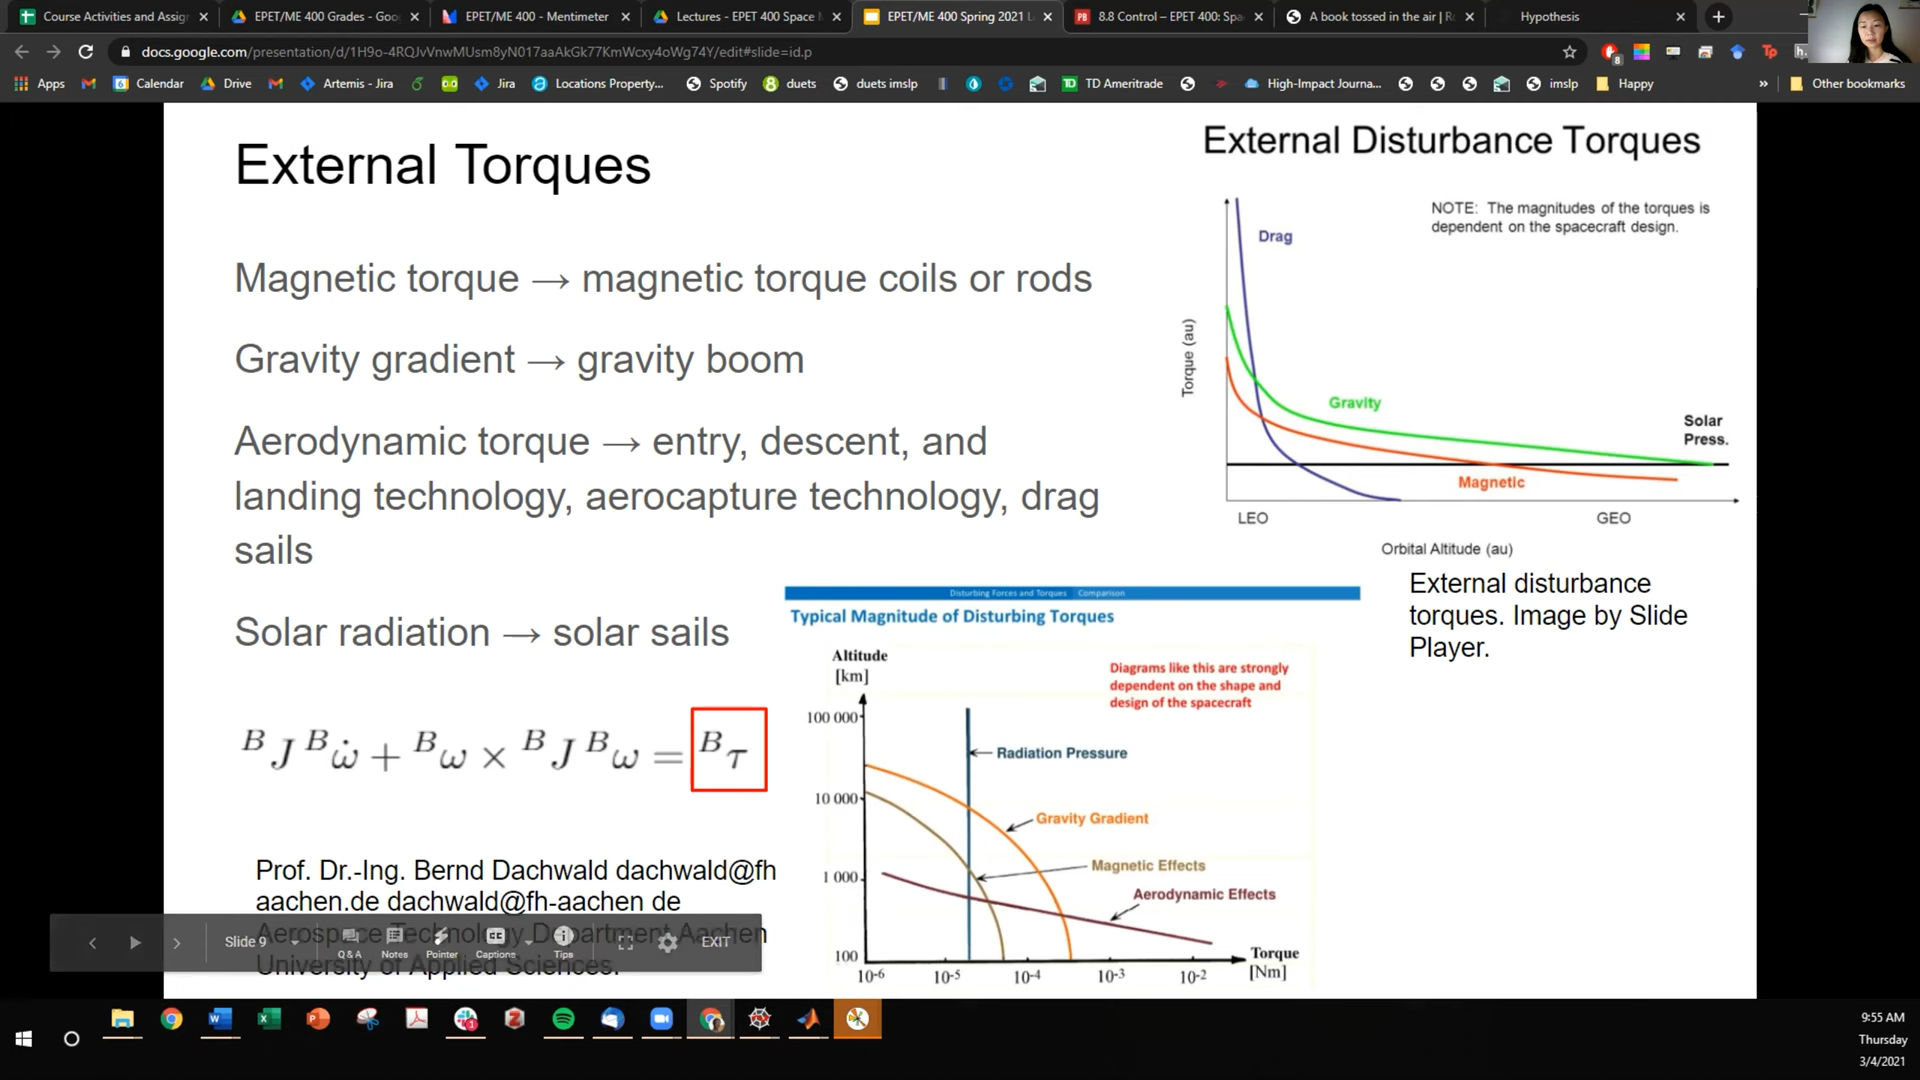 Course Activities and Assig
EPET/ME 400 Grades - Goo
EPET/ME 400 - Mentimeter
Lectures - EPET 400 Space M
EPET/ME 400 Spring 2021 L
8.8 Control – EPET 400: Spa
A book tossed in the air | R
Hypothesis
docs.google.com/presentation/d/1H9o-4RQJvVnwMUsm8yN017aaAkGk77KmWcxy4oWg74Y/edit#slide=id.p
Apps
Calendar
Drive
Artemis - Jira
Jira
Locations Property...
Spotify
duets
duets imslp
TD Ameritrade
High-Impact Journa...
imslp
Happy
»
Other bookmarks
External Torques
Magnetic torque → magnetic torque coils or rods
Gravity gradient → gravity boom
Aerodynamic torque → entry, descent, and
landing technology, aerocapture technology, drag
sails
Solar radiation → solar sails
ᴮJ ᴮω̇ + ᴮω × ᴮJ ᴮω = ᴮτ
Prof. Dr.-Ing. Bernd Dachwald dachwald@fh
aachen.de dachwald@fh-aachen de
Aerospace Technology Department Aachen
University of Applied Sciences.
External Disturbance Torques
NOTE: The magnitudes of the torques is
dependent on the spacecraft design.
Drag
Torque (au)
Gravity
Solar
Press.
Magnetic
LEO
GEO
Orbital Altitude (au)
External disturbance
torques. Image by Slide
Player.
Disturbing Forces and Torques Comparison
Typical Magnitude of Disturbing Torques
Altitude
[km]
Diagrams like this are strongly
dependent on the shape and
design of the spacecraft
100 000
Radiation Pressure
10 000
Gravity Gradient
Magnetic Effects
1 000
Aerodynamic Effects
100
Torque
[Nm]
10⁻⁶ 10⁻⁵ 10⁻⁴ 10⁻³ 10⁻²
Slide 9
Q & A
Notes
Pointer
Captions
Tips
EXIT
9:55 AM
Thursday
3/4/2021